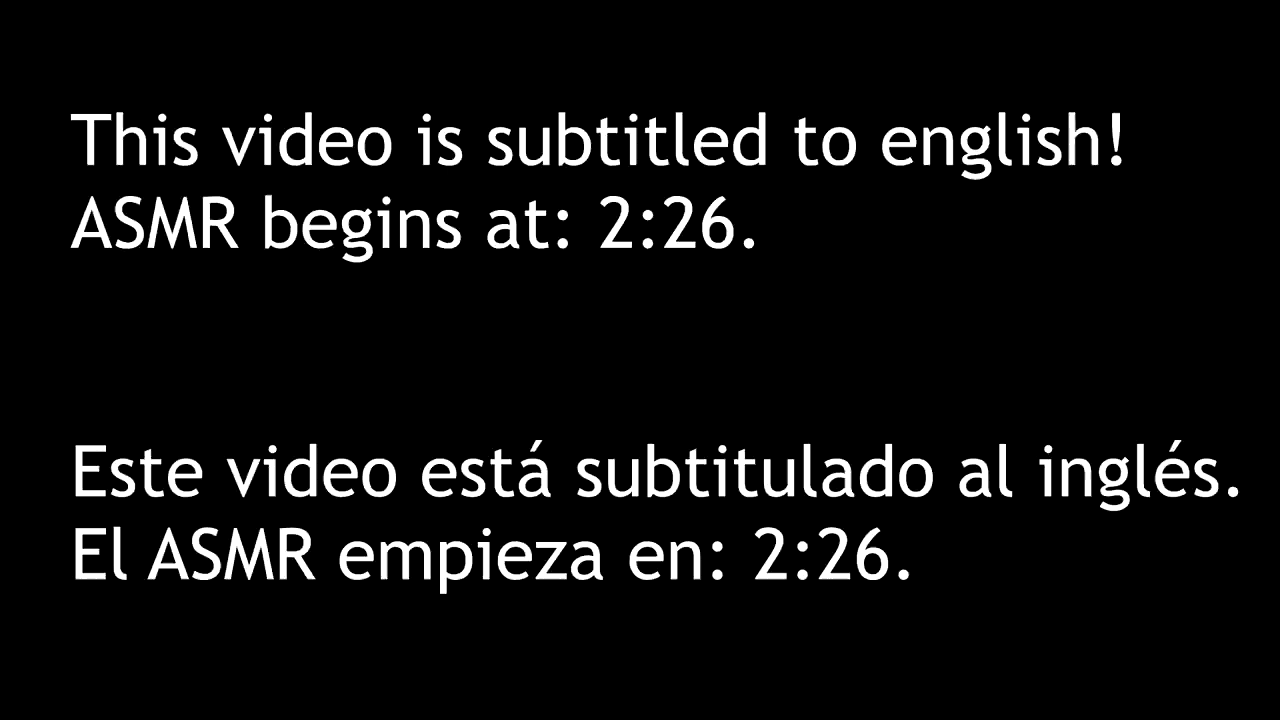 This video is subtitled to english!
ASMR begins at: 2:26.
Este video está subtitulado al inglés.
El ASMR empieza en: 2:26.